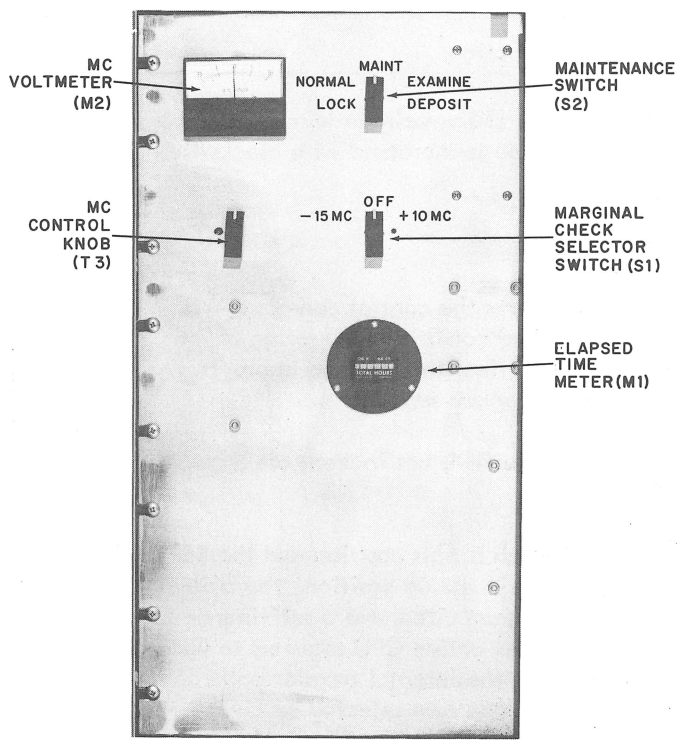 MC
VOLTMETER
(M2)
MAINT
NORMAL EXAMINE
LOCK DEPOSIT
MAINTENANCE
SWITCH
(S2)
MC
CONTROL
KNOB
(T 3)
OFF
-15 MC +10 MC
MARGINAL
CHECK
SELECTOR
SWITCH (S1)
TOTAL HOURS
ELAPSED
TIME
METER (M1)